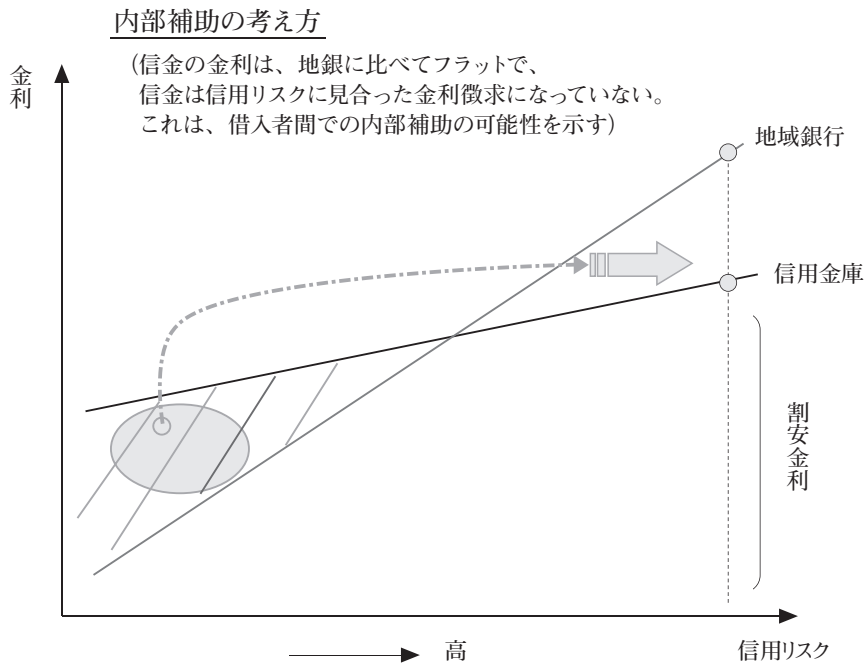 内部補助の考え方
(信金の金利は、地銀に比べてフラットで、
信金は信用リスクに見合った金利徴求になっていない。
これは、借入者間での内部補助の可能性を示す)
金利
地域銀行
信用金庫
割安金利
高
信用リスク